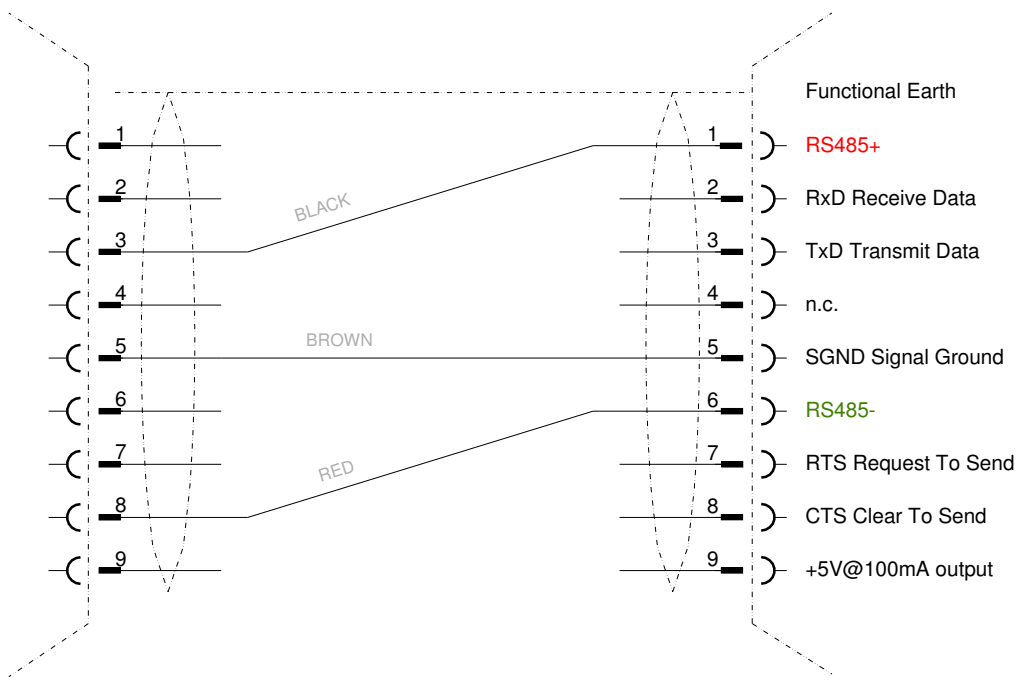 Functional Earth
1 1 RS485+
2 2 RxD Receive Data
BLACK
3 3 TxD Transmit Data
4 4 n.c.
BROWN
5 5 SGND Signal Ground
6 6 RS485-
7 7 RTS Request To Send
RED
8 8 CTS Clear To Send
9 9 +5V@100mA output